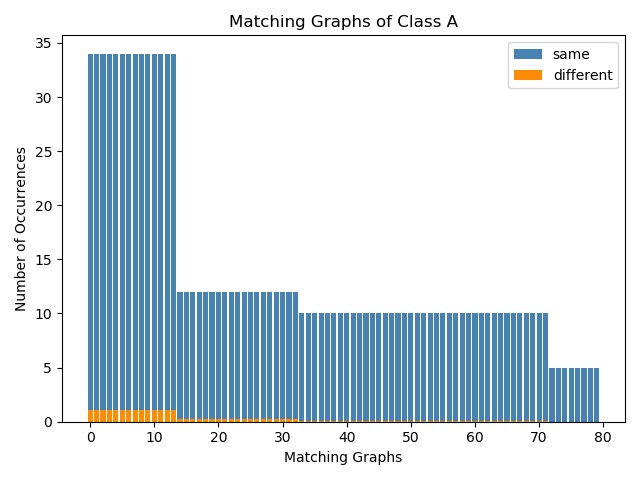 Matching Graphs of Class A
same
different
Number of Occurrences
35
30
25
20
15
10
5
0
0 10 20 30 40 50 60 70 80
Matching Graphs